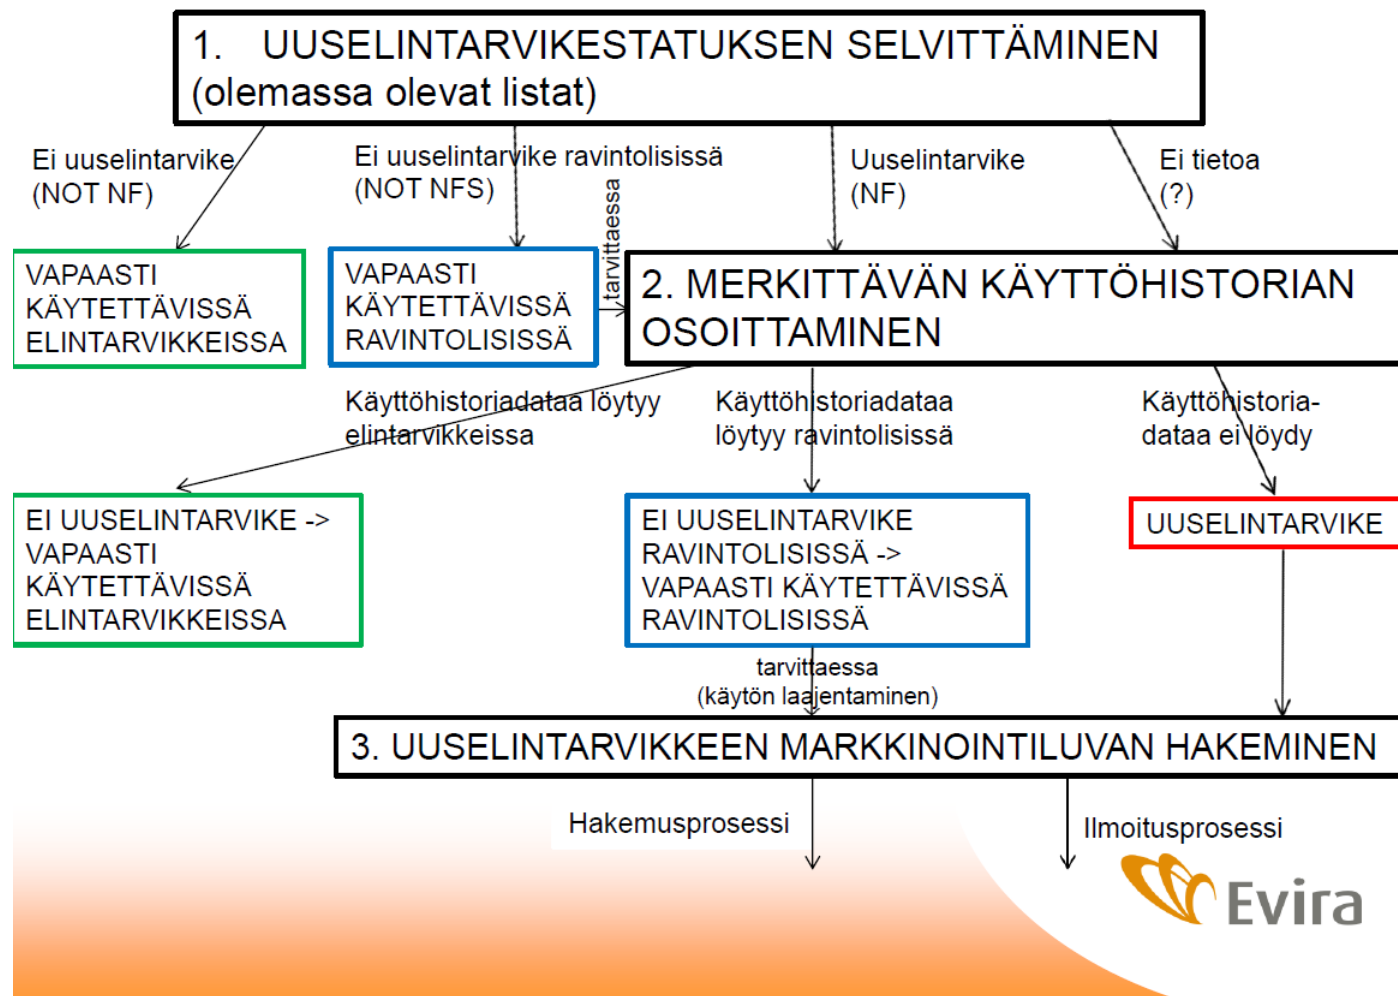 1. UUSELINTARVIKESTATUKSEN SELVITTÄMINEN
(olemassa olevat listat)
Ei uuselintarvike
(NOT NF)
Ei uuselintarvike ravintolisissä
(NOT NFS)
tarvittaessa
Uuselintarvike
(NF)
Ei tietoa
(?)
VAPAASTI
KÄYTETTÄVISSÄ
ELINTARVIKKEISSA
VAPAASTI
KÄYTETTÄVISSÄ
RAVINTOLISISSÄ
2. MERKITTÄVÄN KÄYTTÖHISTORIAN
OSOITTAMINEN
Käyttöhistoriadataa löytyy
elintarvikkeissa
Käyttöhistoriadataa
löytyy ravintolisissä
Käyttöhistoria-
dataa ei löydy
EI UUSELINTARVIKE ->
VAPAASTI
KÄYTETTÄVISSÄ
ELINTARVIKKEISSA
EI UUSELINTARVIKE
RAVINTOLISISSÄ ->
VAPAASTI KÄYTETTÄVISSÄ
RAVINTOLISISSÄ
UUSELINTARVIKE
tarvittaessa
(käytön laajentaminen)
3. UUSELINTARVIKKEEN MARKKINOINTILUVAN HAKEMINEN
Hakemusprosessi
Ilmoitusprosessi
Evira